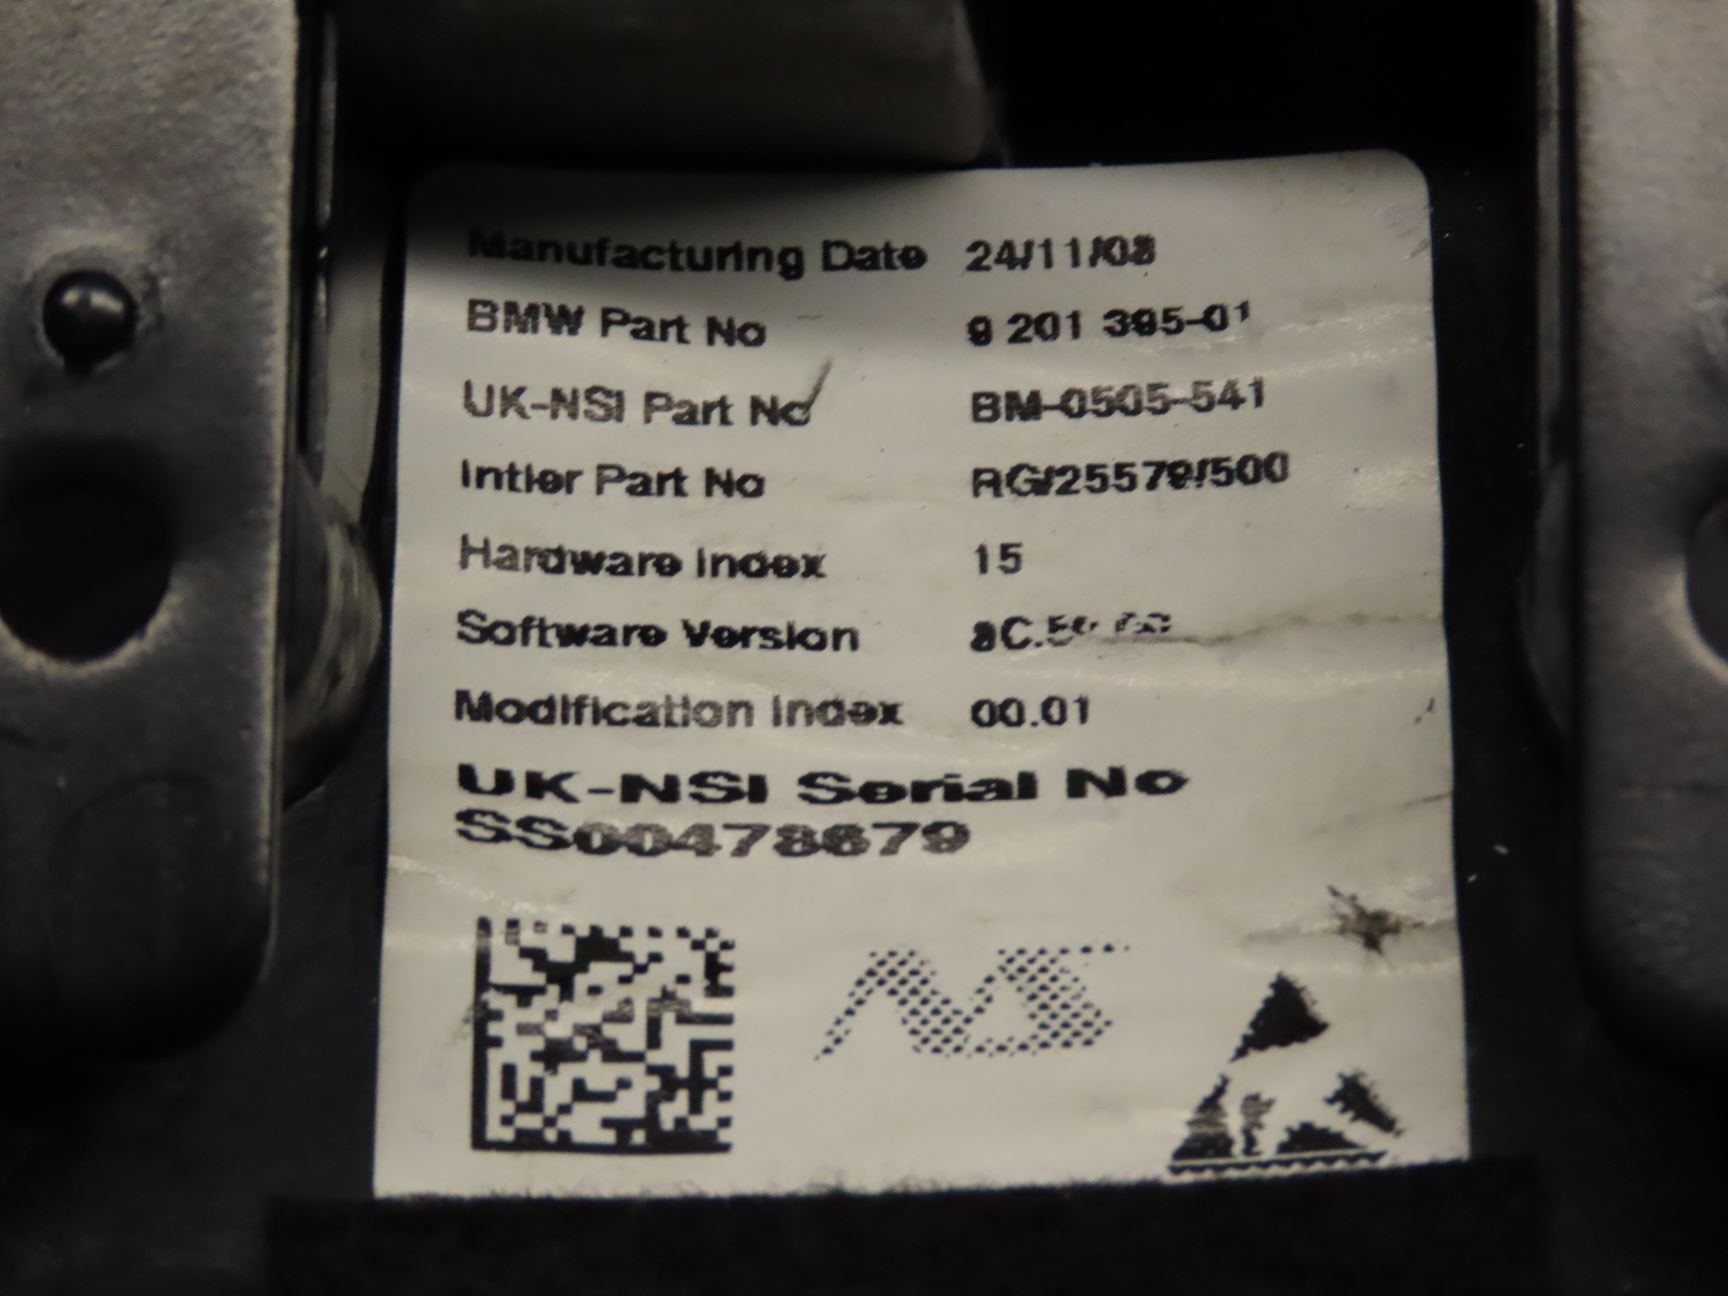 Manufacturing Date 24/11/08
BMW Part No 9 201 395-01
UK-NSI Part No BM-0505-541
Intier Part No RG/25579/500
Hardware Index 15
Software Version
Modification Index 00.01
UK-NSI Serial No
SS00478679
NS